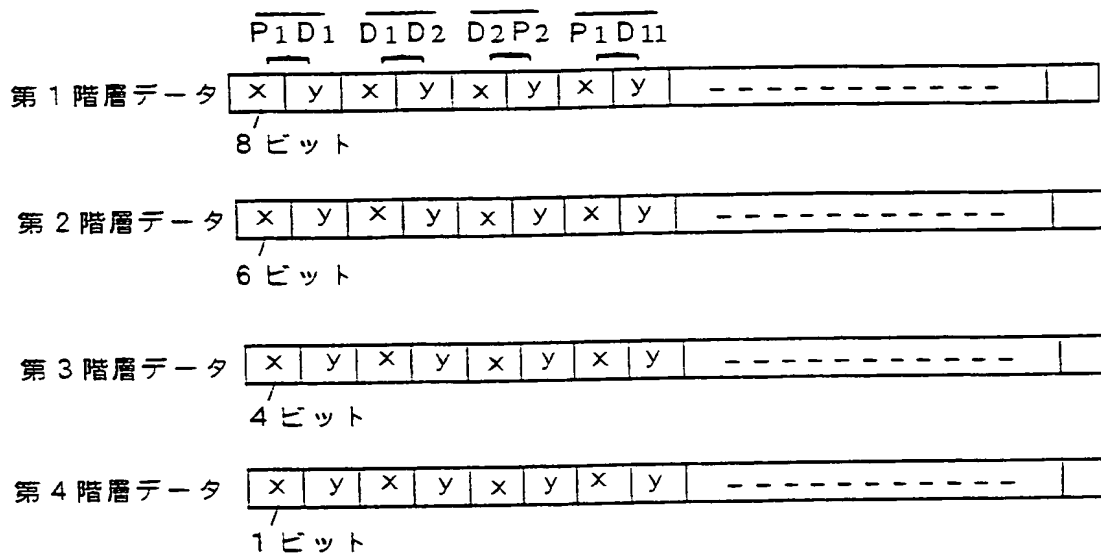 P1D1 D1D2 D2P2 P1D11
第1階層データ x y x y x y x y
8ビット
第2階層データ x y x y x y x y
6ビット
第3階層データ x y x y x y x y
4ビット
第4階層データ x y x y x y x y
1ビット